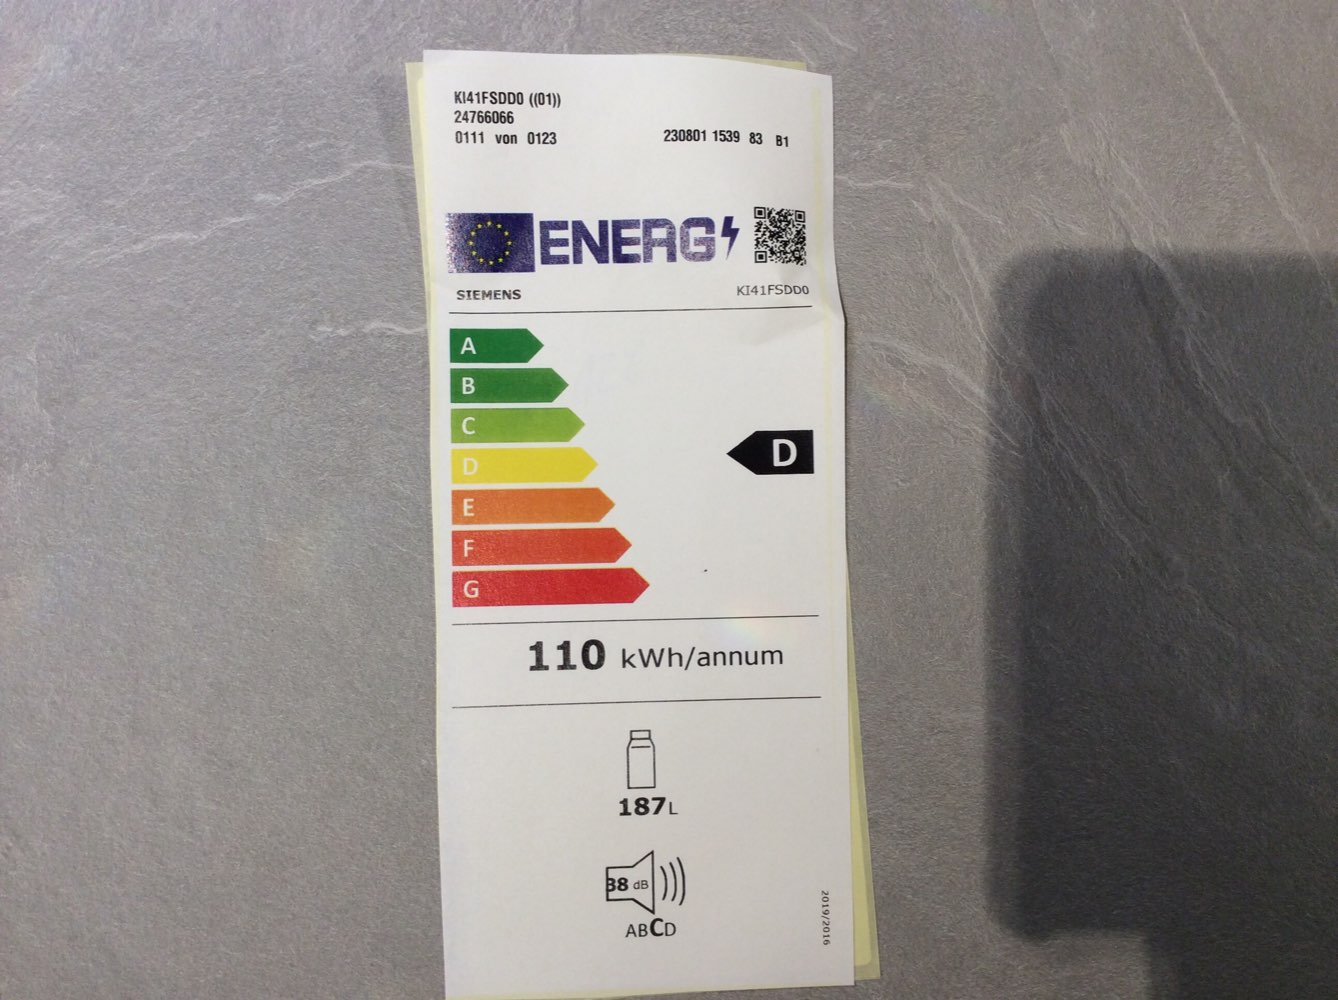 KI41FSDD0 ((01))
24766066
0111 von 0123 230801 1539 83 B1
ENERG
SIEMENS KI41FSDD0
A
B
C
D
D
E
F
G
110 kWh/annum
187L
38 dB
ABCD
2019/2016